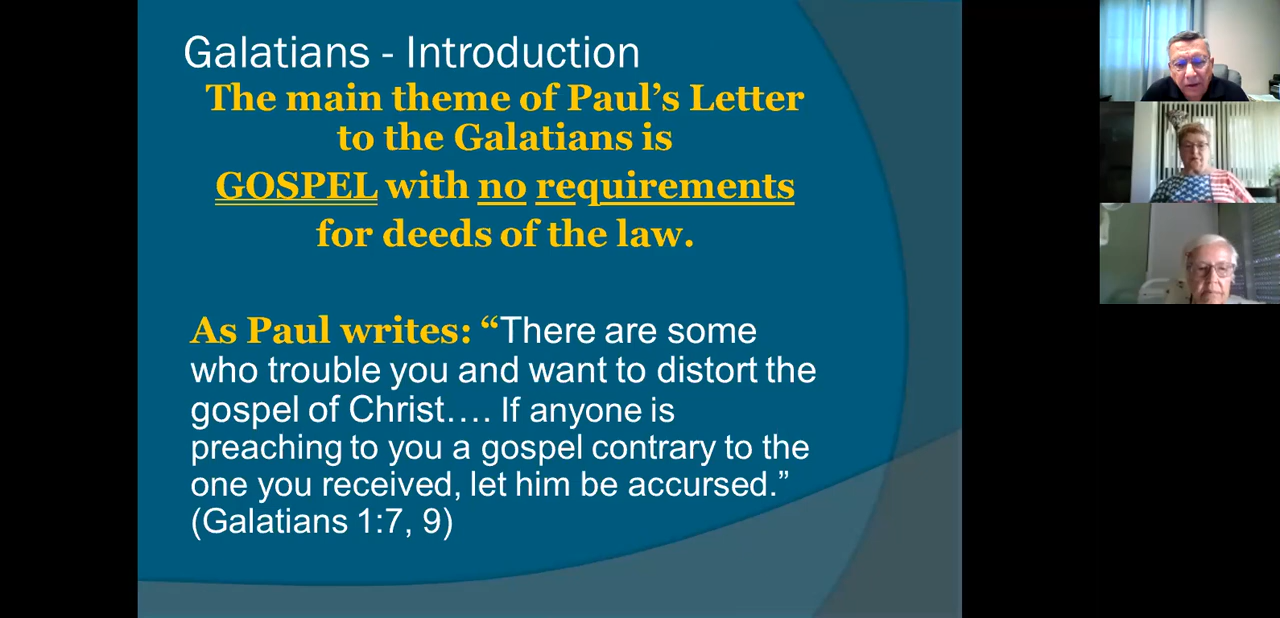 Galatians - Introduction
The main theme of Paul’s Letter
to the Galatians is
GOSPEL with no requirements
for deeds of the law.
As Paul writes: “There are some
who trouble you and want to distort the
gospel of Christ…. If anyone is
preaching to you a gospel contrary to the
one you received, let him be accursed.”
(Galatians 1:7, 9)